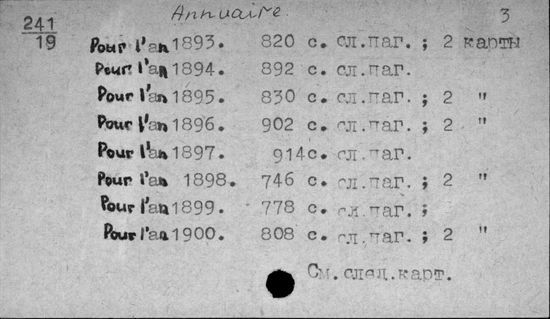 Annuaire. 3
241
19
Pour l'an 1893. 820 с. сл.паг. ; 2 карты
Pour l'an 1894. 892 с. сл.паг.
Pour l'an 1895. 830 с. сл.паг. ; 2 "
Pour l'an 1896. 902 с. сл.паг. ; 2 "
Pour l'an 1897. 914с. сл.паг.
Pour l'an 1898. 746 с. сл.паг. ; 2 "
Pour l'an 1899. 778 с. сл.паг. ;
Pour l'an 1900. 808 с. сл.паг. ; 2 "
См.след.карт.